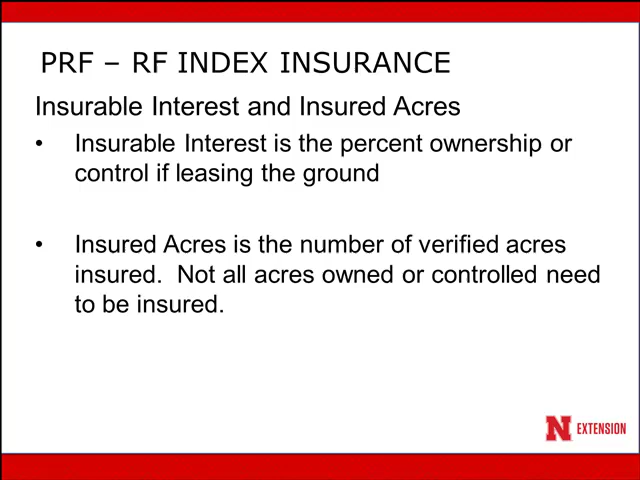 PRF – RF INDEX INSURANCE
Insurable Interest and Insured Acres
• Insurable Interest is the percent ownership or
control if leasing the ground
• Insured Acres is the number of verified acres
insured.  Not all acres owned or controlled need
to be insured.
N EXTENSION